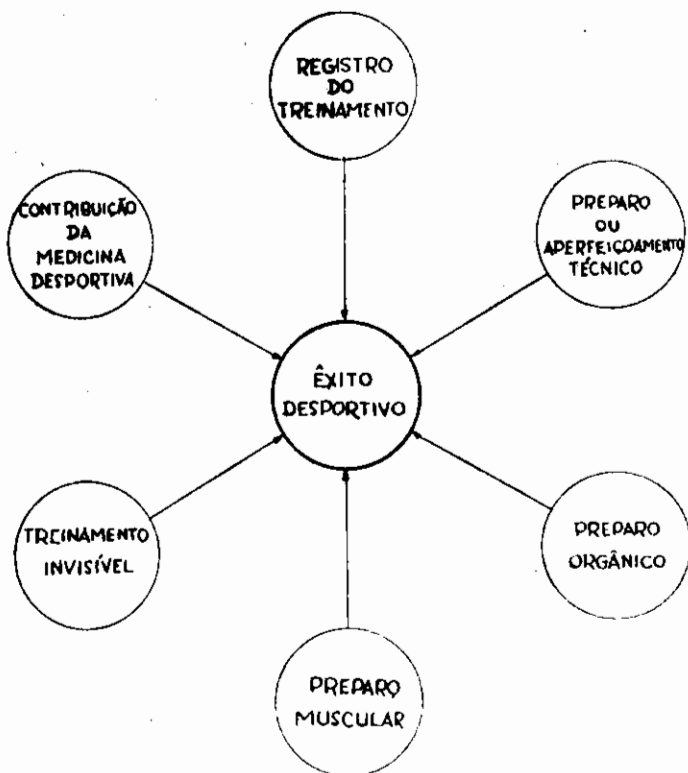 REGISTRO
DO
TREINAMENTO
CONTRIBUIÇÃO
DA
MEDICINA
DESPORTIVA
PREPARO
OU
APERFEIÇOAMENTO
TÉCNICO
ÊXITO
DESPORTIVO
TREINAMENTO
INVISÍVEL
PREPARO
ORGÂNICO
PREPARO
MUSCULAR